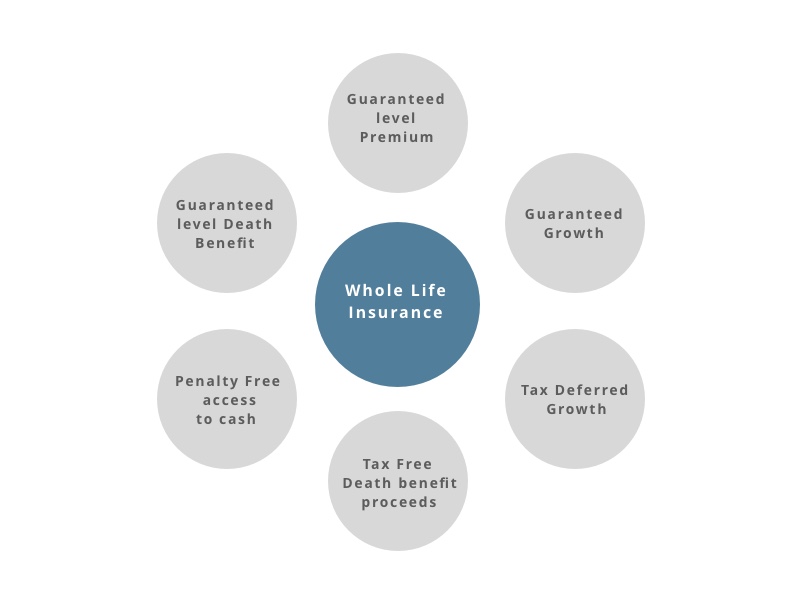 Guaranteed
level
Premium
Guaranteed
level Death
Benefit
Guaranteed
Growth
Whole Life
Insurance
Penalty Free
access
to cash
Tax Deferred
Growth
Tax Free
Death benefit
proceeds